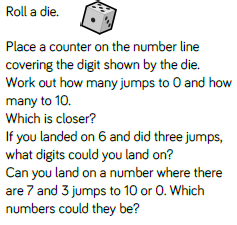 Roll a die.
Place a counter on the number line
covering the digit shown by the die.
Work out how many jumps to 0 and how
many to 10.
Which is closer?
If you landed on 6 and did three jumps,
what digits could you land on?
Can you land on a number where there
are 7 and 3 jumps to 10 or 0. Which
numbers could they be?